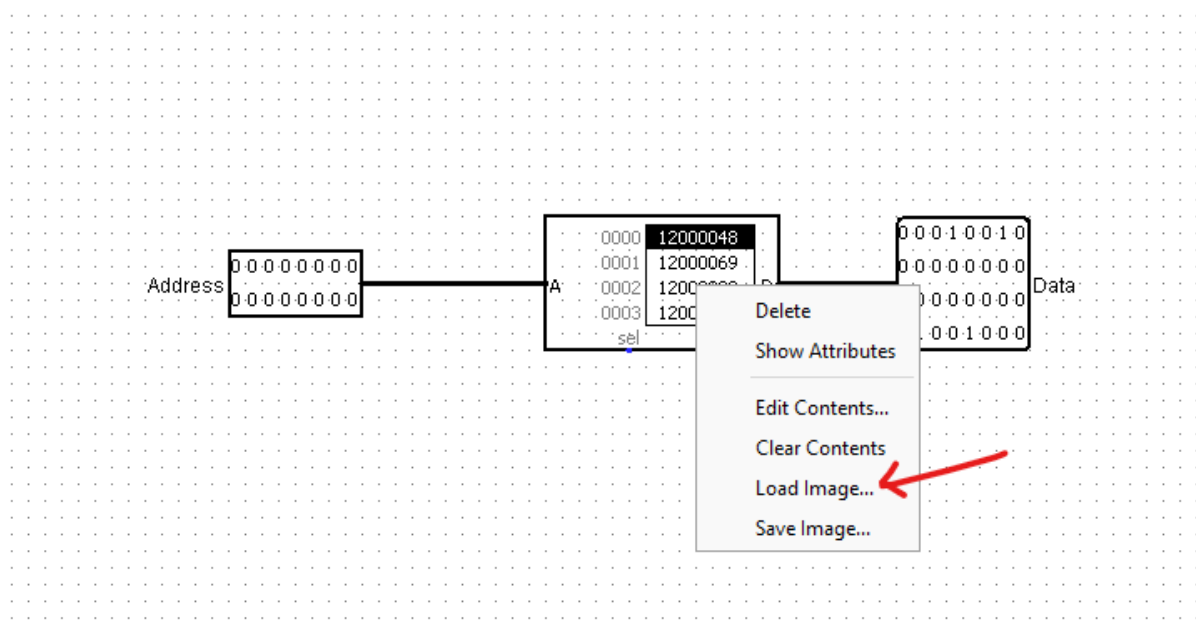 0000 12000048
0 0 0 1 0 0 1 0
0001 12000069
0 0 0 0 0 0 0 0
0 0 0 0 0 0 0 0
Address
A
0002
Data
0 0 0 0 0 0 0 0
0 0 0 0 0 0 0
0003
sel
0 0 1 0 0 0
Delete
Show Attributes
Edit Contents...
Clear Contents
Load Image...
Save Image...